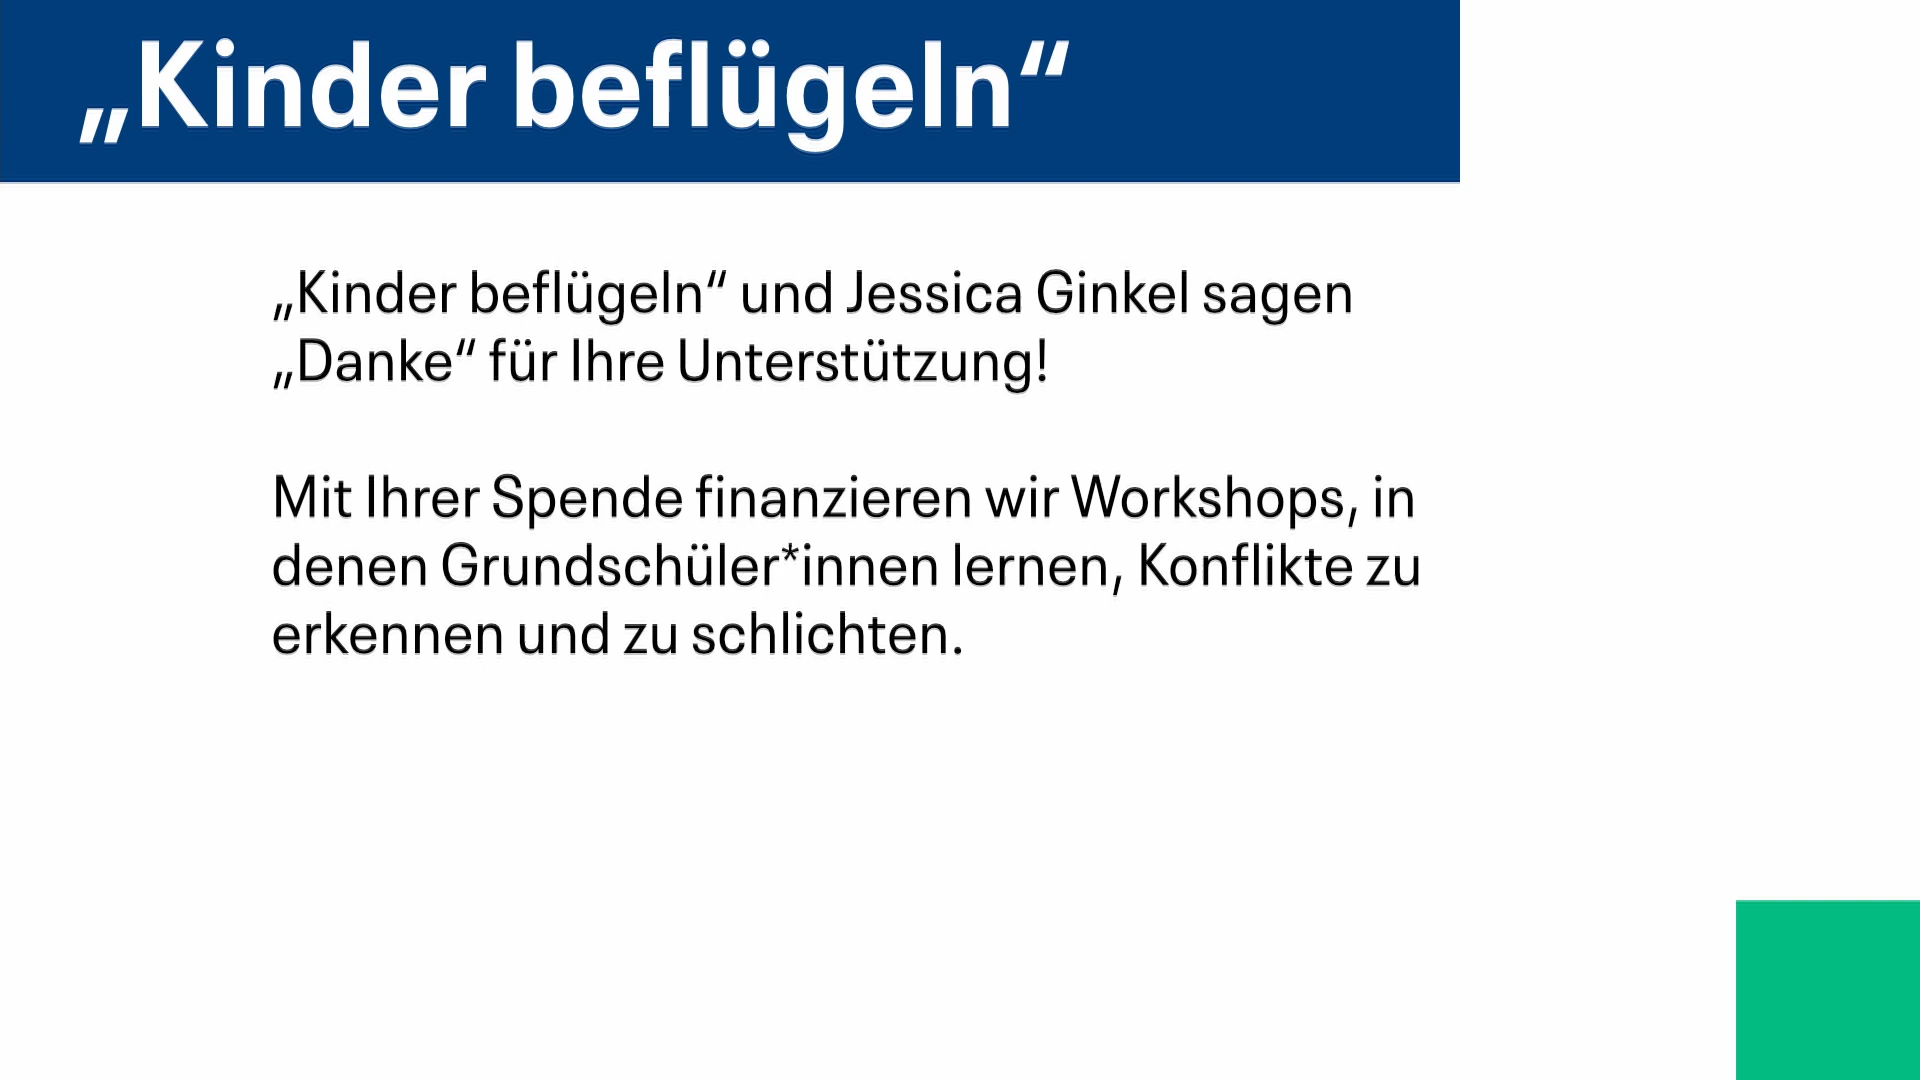 „Kinder beflügeln“
„Kinder beflügeln“ und Jessica Ginkel sagen
„Danke“ für Ihre Unterstützung!
Mit Ihrer Spende finanzieren wir Workshops, in
denen Grundschüler*innen lernen, Konflikte zu
erkennen und zu schlichten.